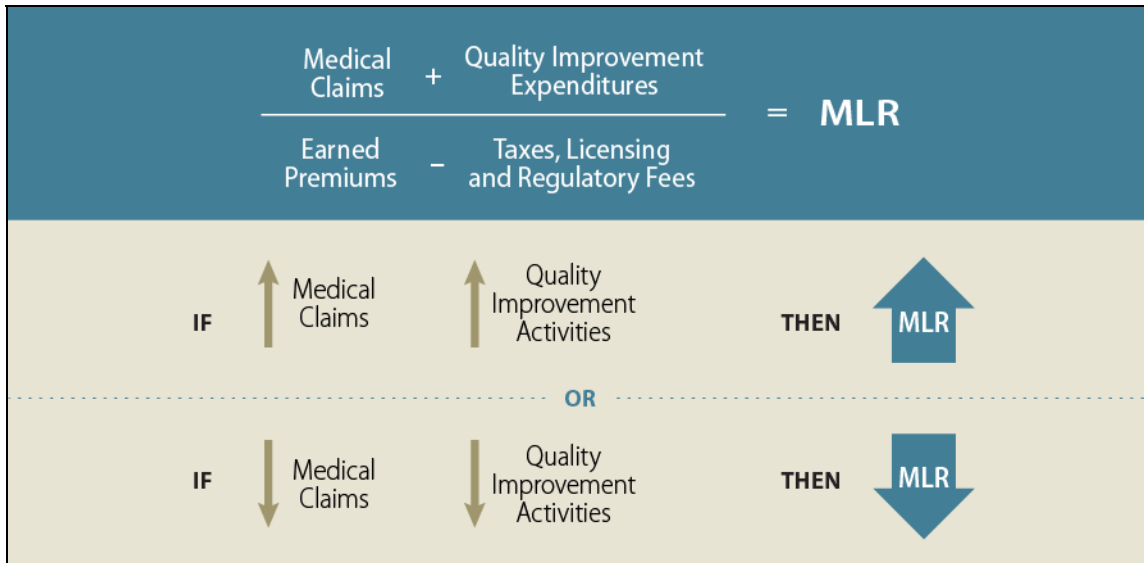 Medical Claims + Quality Improvement Expenditures
Earned Premiums – Taxes, Licensing and Regulatory Fees
= MLR
IF
Medical
Claims
Quality
Improvement
Activities
THEN
MLR
OR
IF
Medical
Claims
Quality
Improvement
Activities
THEN
MLR